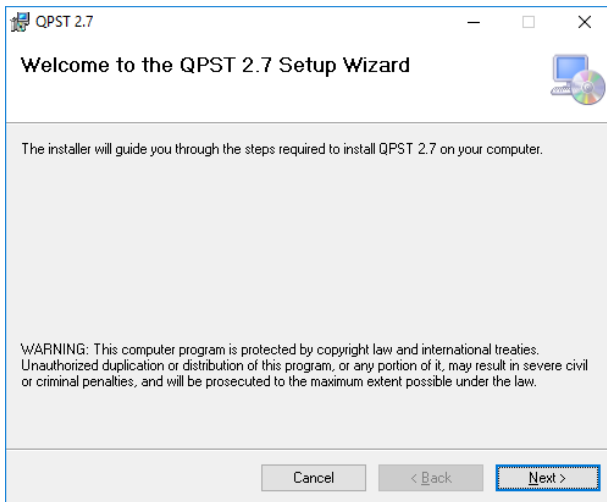 QPST 2.7
Welcome to the QPST 2.7 Setup Wizard
The installer will guide you through the steps required to install QPST 2.7 on your computer.
WARNING: This computer program is protected by copyright law and international treaties.
Unauthorized duplication or distribution of this program, or any portion of it, may result in severe civil
or criminal penalties, and will be prosecuted to the maximum extent possible under the law.
Cancel
< Back
Next >